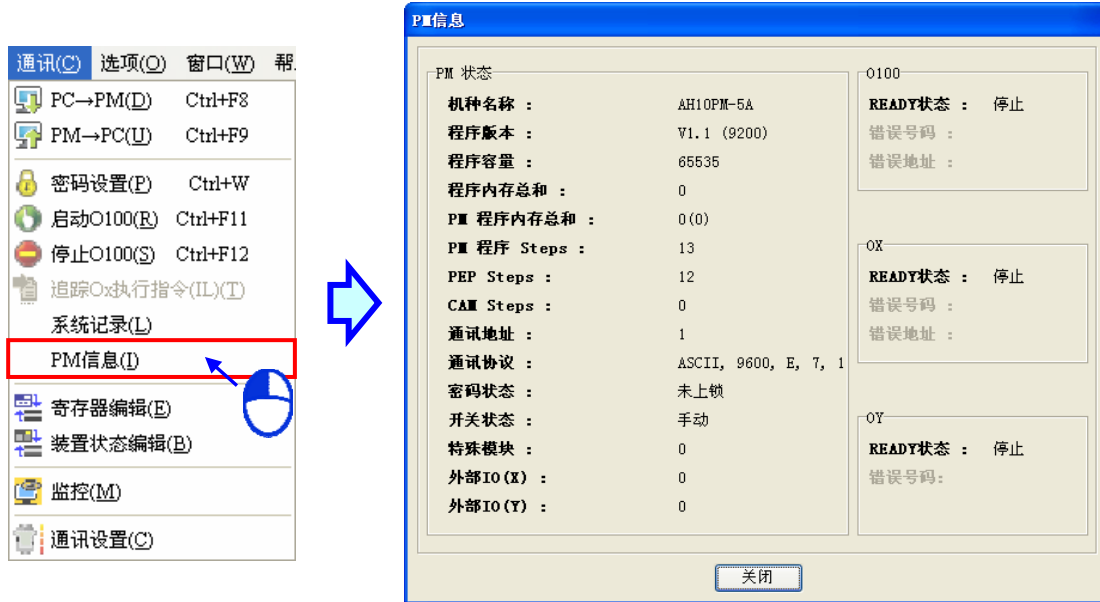 通讯(C) 选项(O) 窗口(W) 帮
PC→PM(D) Ctrl+F8
PM→PC(U) Ctrl+F9
密码设置(P) Ctrl+W
启动O100(R) Ctrl+F11
停止O100(S) Ctrl+F12
追踪Ox执行指令(IL)(T)
系统记录(L)
PM信息(I)
寄存器编辑(E)
装置状态编辑(B)
监控(M)
通讯设置(C)
PM信息
PM 状态
机种名称 : AH10PM-5A
程序版本 : V1.1 (9200)
程序容量 : 65535
程序内存总和 : 0
PM 程序内存总和 : 0(0)
PM 程序 Steps : 13
PEP Steps : 12
CAM Steps : 0
通讯地址 : 1
通讯协议 : ASCII, 9600, E, 7, 1
密码状态 : 未上锁
开关状态 : 手动
特殊模块 : 0
外部IO(X) : 0
外部IO(Y) : 0
O100
READY状态 : 停止
错误号码 :
错误地址 :
OX
READY状态 : 停止
错误号码 :
错误地址 :
OY
READY状态 : 停止
错误号码:
关闭